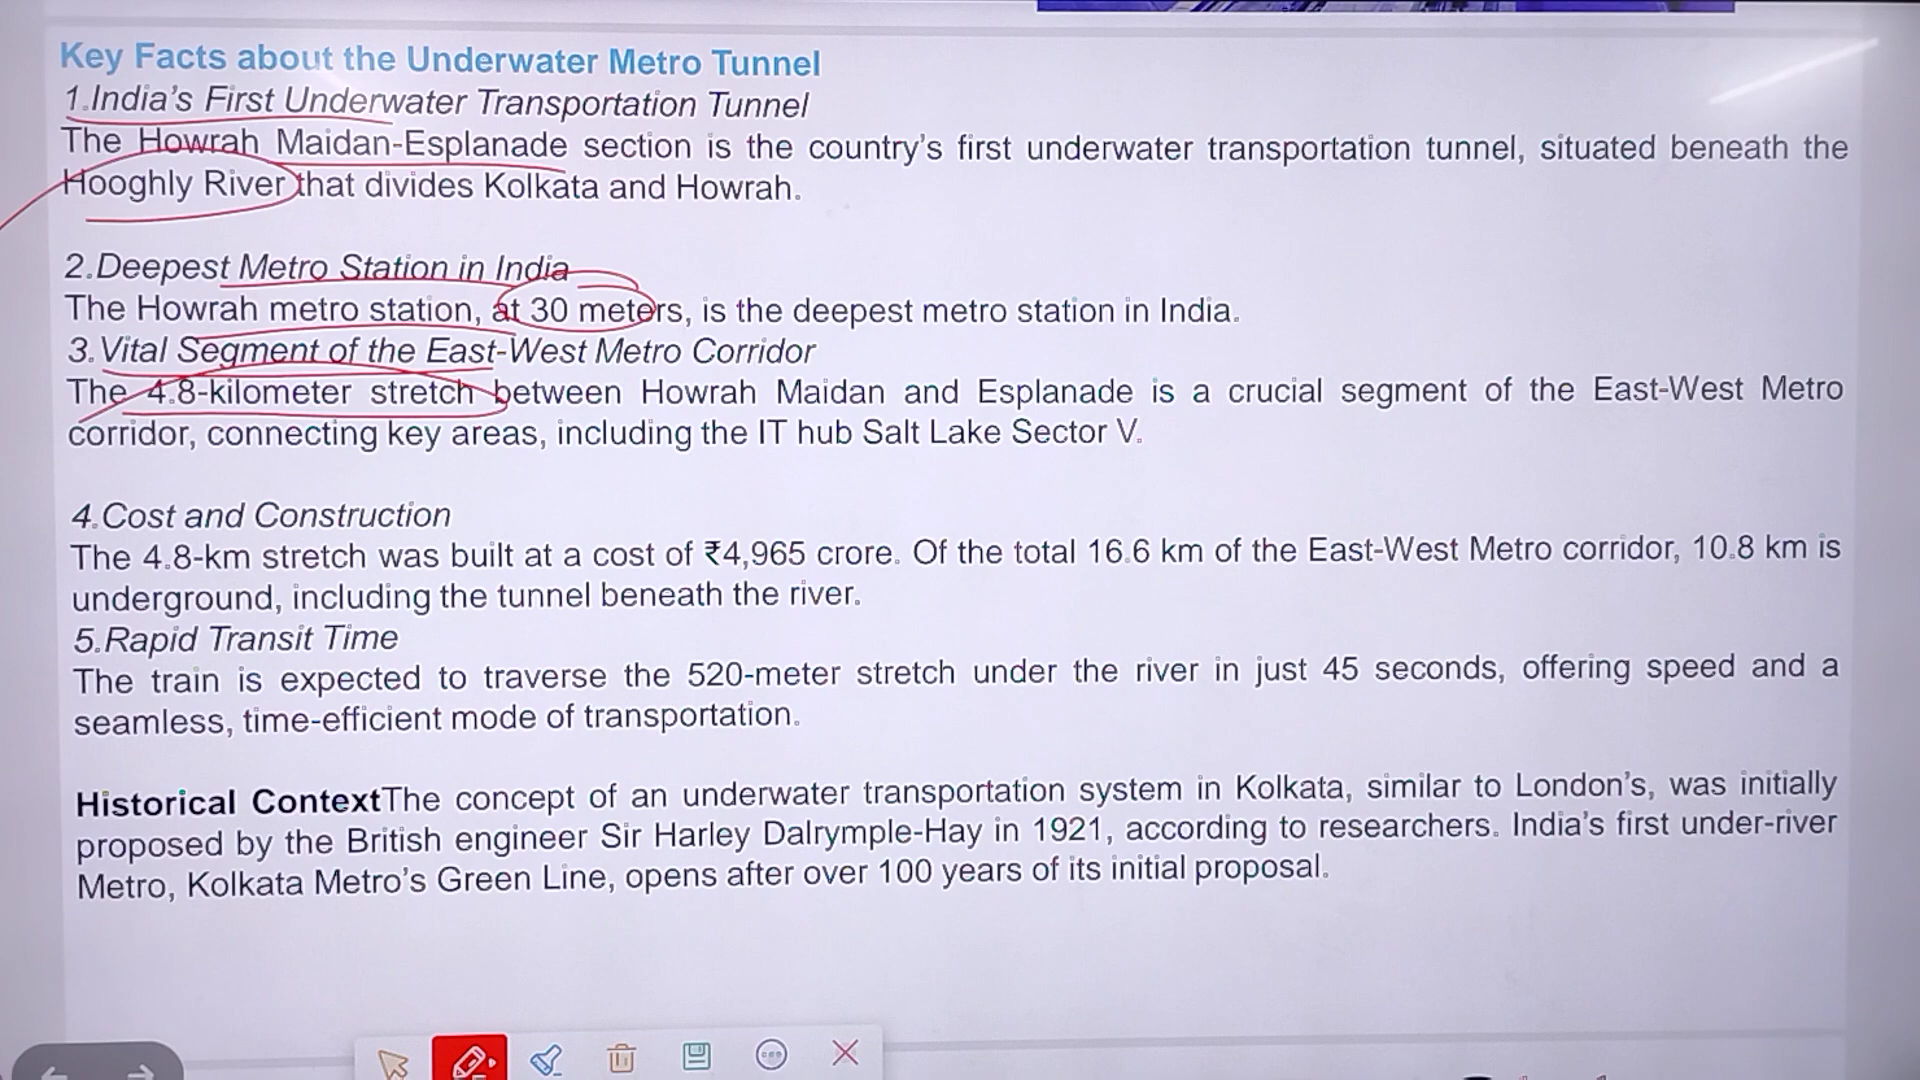 Key Facts about the Underwater Metro Tunnel
1.India's First Underwater Transportation Tunnel
The Howrah Maidan-Esplanade section is the country's first underwater transportation tunnel, situated beneath the
Hooghly River that divides Kolkata and Howrah.
2.Deepest Metro Station in India
The Howrah metro station, at 30 meters, is the deepest metro station in India.
3.Vital Segment of the East-West Metro Corridor
The 4.8-kilometer stretch between Howrah Maidan and Esplanade is a crucial segment of the East-West Metro
corridor, connecting key areas, including the IT hub Salt Lake Sector V.
4.Cost and Construction
The 4.8-km stretch was built at a cost of ₹4,965 crore. Of the total 16.6 km of the East-West Metro corridor, 10.8 km is
underground, including the tunnel beneath the river.
5.Rapid Transit Time
The train is expected to traverse the 520-meter stretch under the river in just 45 seconds, offering speed and a
seamless, time-efficient mode of transportation.
Historical ContextThe concept of an underwater transportation system in Kolkata, similar to London's, was initially
proposed by the British engineer Sir Harley Dalrymple-Hay in 1921, according to researchers. India's first under-river
Metro, Kolkata Metro's Green Line, opens after over 100 years of its initial proposal.